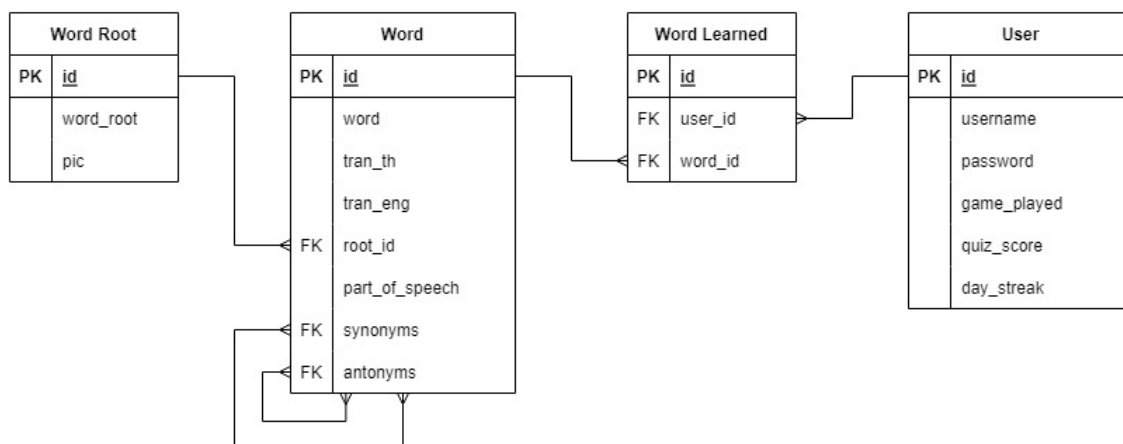 Word Root
PK id
word_root
pic
Word
PK id
word
tran_th
tran_eng
FK root_id
part_of_speech
FK synonyms
FK antonyms
Word Learned
PK id
FK user_id
FK word_id
User
PK id
username
password
game_played
quiz_score
day_streak